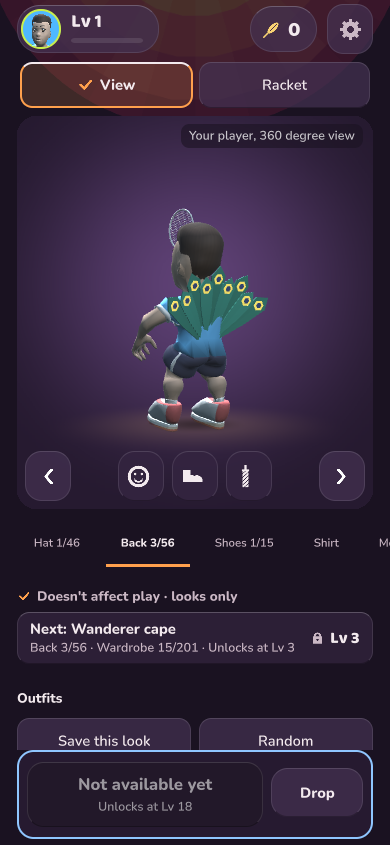 Lv 1
0
View
Racket
Your player, 360 degree view
Hat 1/46
Back 3/56
Shoes 1/15
Shirt
Doesn't affect play · looks only
Next: Wanderer cape
Back 3/56 · Wardrobe 15/201 · Unlocks at Lv 3
Lv 3
Outfits
Save this look
Random
Not available yet
Unlocks at Lv 18
Drop